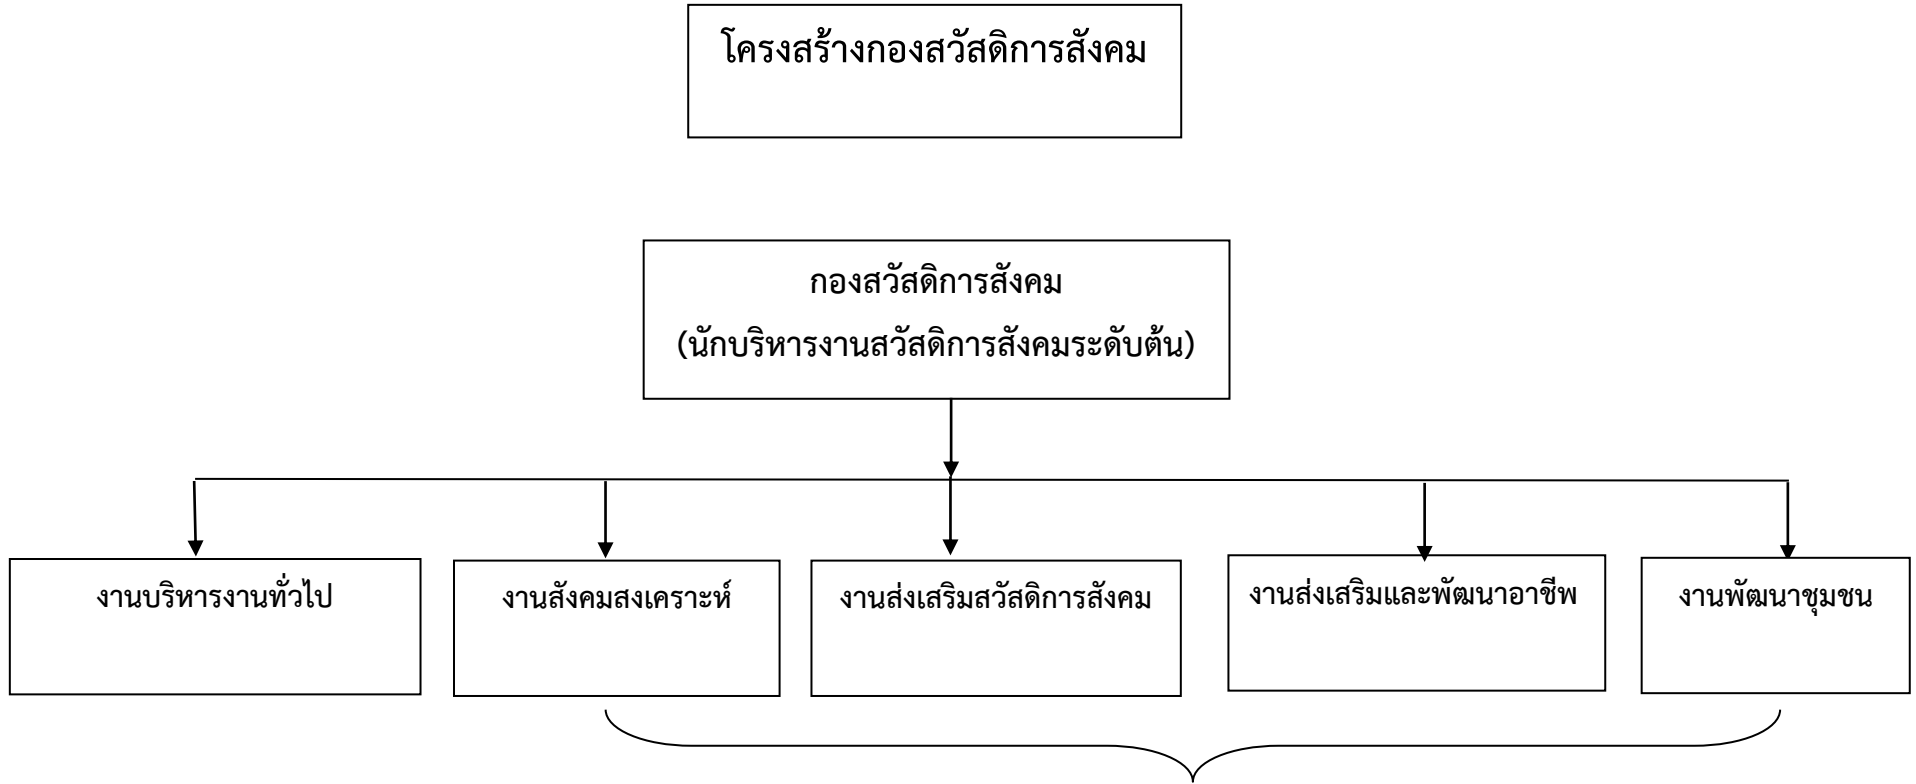 โครงสร้างกองสวัสดิการสังคม
กองสวัสดิการสังคม
(นักบริหารงานสวัสดิการสังคมระดับต้น)
งานบริหารงานทั่วไป
งานสังคมสงเคราะห์
งานส่งเสริมสวัสดิการสังคม
งานส่งเสริมและพัฒนาอาชีพ
งานพัฒนาชุมชน